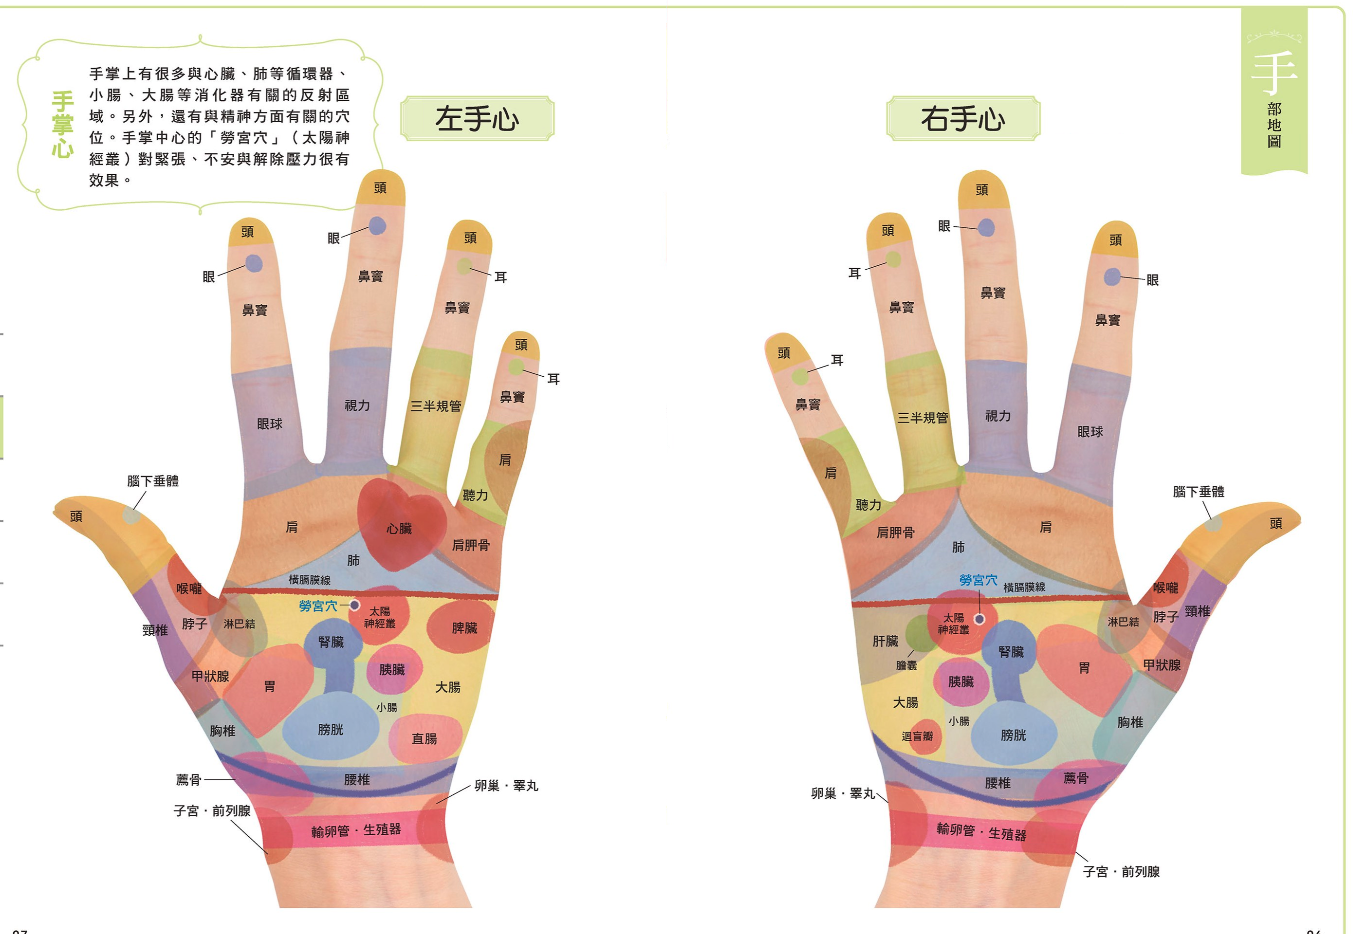 手掌心
手掌上有很多與心臟、肺等循環器、
小腸、大腸等消化器有關的反射區
域。另外，還有與精神方面有關的穴
位。手掌中心的「勞宮穴」（太陽神
經叢）對緊張、不安與解除壓力很有
效果。
左手心
頭
眼
鼻竇
眼球
頭
眼
鼻竇
視力
頭
耳
鼻竇
三半規管
頭
耳
鼻竇
肩
聽力
腦下垂體
頭
肩
心臟
肩胛骨
肺
橫膈膜線
喉嚨
勞宮穴
太陽
神經叢
頸椎
脖子
淋巴結
腎臟
脾臟
甲狀腺
胃
胰臟
大腸
小腸
胸椎
膀胱
直腸
薦骨
腰椎
卵巢・睪丸
子宮・前列腺
輸卵管・生殖器
右手心
頭
耳
鼻竇
肩
聽力
頭
耳
鼻竇
三半規管
頭
眼
鼻竇
視力
頭
眼
鼻竇
眼球
腦下垂體
頭
肩胛骨
肩
肺
勞宮穴
橫膈膜線
喉嚨
頸椎
脖子
淋巴結
太陽
神經叢
肝臟
膽囊
腎臟
胃
甲狀腺
胰臟
大腸
小腸
胸椎
迴盲瓣
膀胱
腰椎
薦骨
卵巢・睪丸
輸卵管・生殖器
子宮・前列腺
手
部地圖